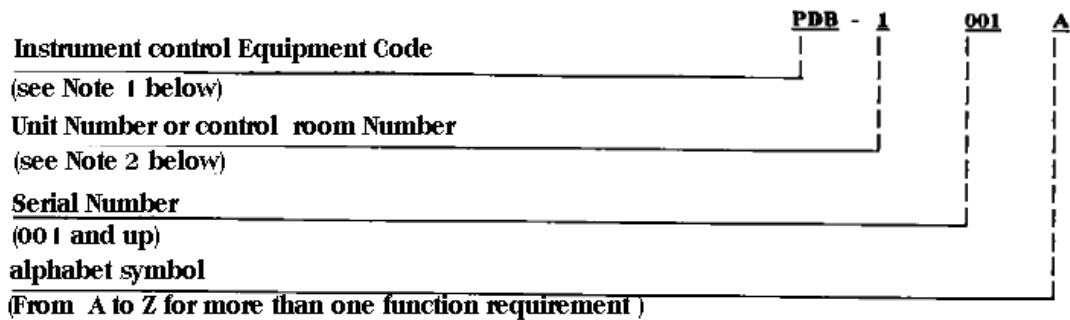 PDB - 1 001 A
Instrument control Equipment Code
(see Note 1 below)
Unit Number or control room Number
(see Note 2 below)
Serial Number
(001 and up)
alphabet symbol
(From A to Z for more than one function requirement )